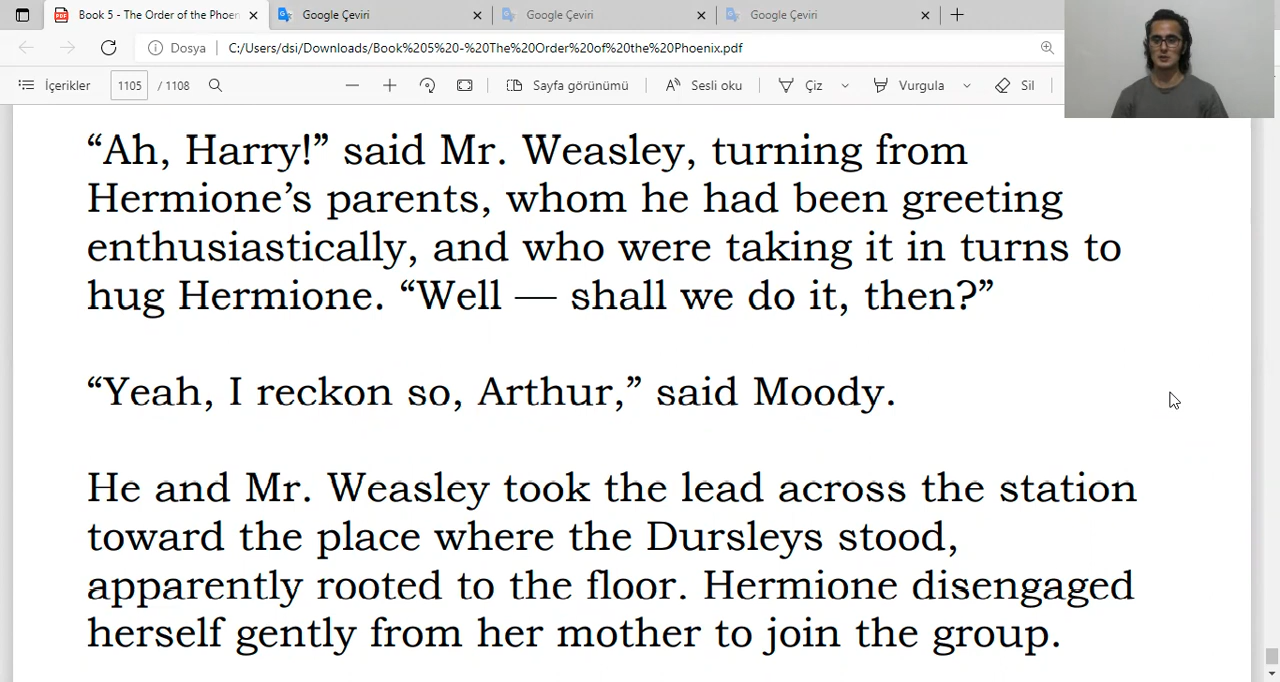 Book 5 - The Order of the Phoen
Google Çeviri
Google Çeviri
Google Çeviri
Dosya
C:/Users/dsi/Downloads/Book%205%20-%20The%20Order%20of%20the%20Phoenix.pdf
İçerikler
1105 / 1108
Sayfa görünümü
Sesli oku
Çiz
Vurgula
Sil
“Ah, Harry!” said Mr. Weasley, turning from
Hermione’s parents, whom he had been greeting
enthusiastically, and who were taking it in turns to
hug Hermione. “Well — shall we do it, then?”
“Yeah, I reckon so, Arthur,” said Moody.
He and Mr. Weasley took the lead across the station
toward the place where the Dursleys stood,
apparently rooted to the floor. Hermione disengaged
herself gently from her mother to join the group.